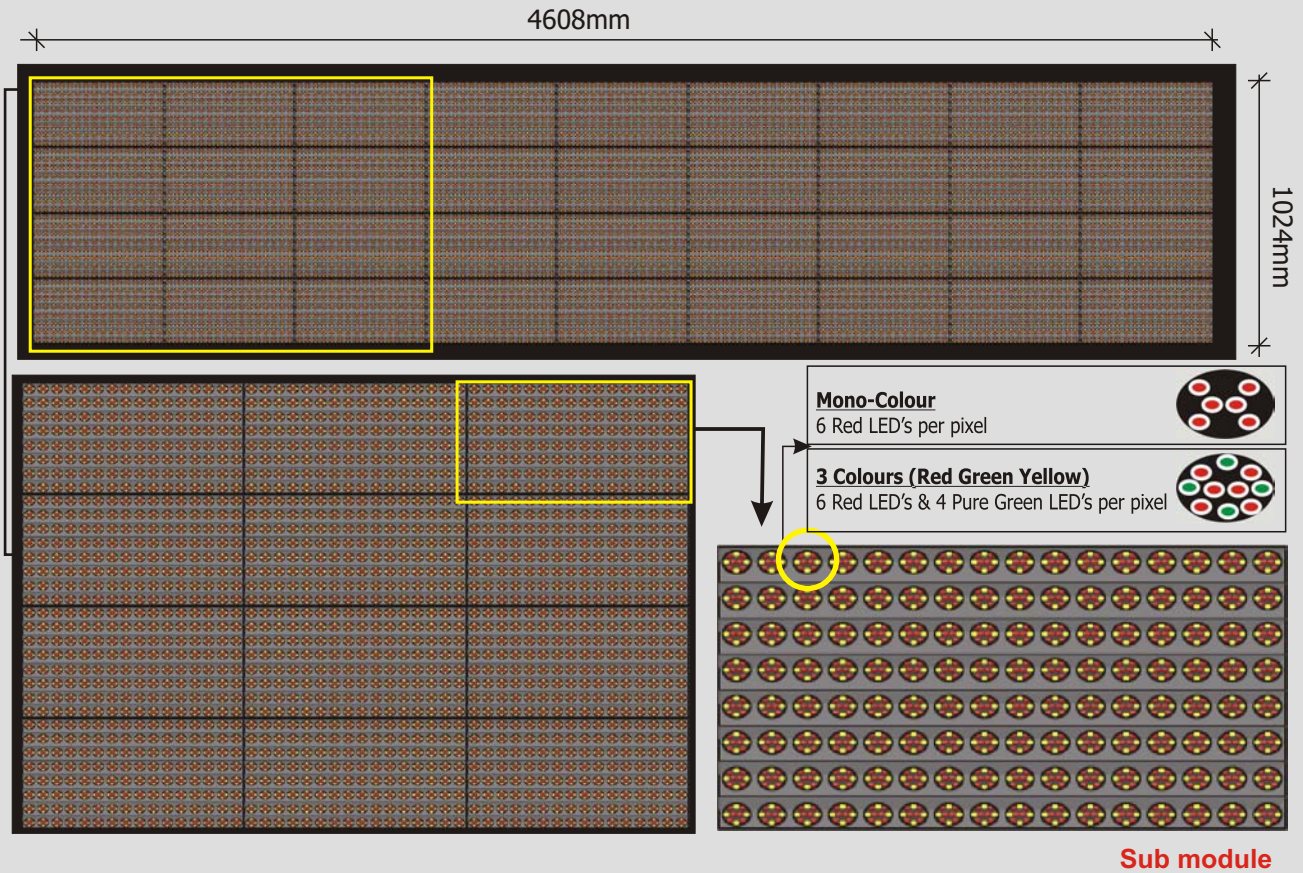 4608mm
1024mm
Mono-Colour
6 Red LED's per pixel
3 Colours (Red Green Yellow)
6 Red LED's & 4 Pure Green LED's per pixel
Sub module